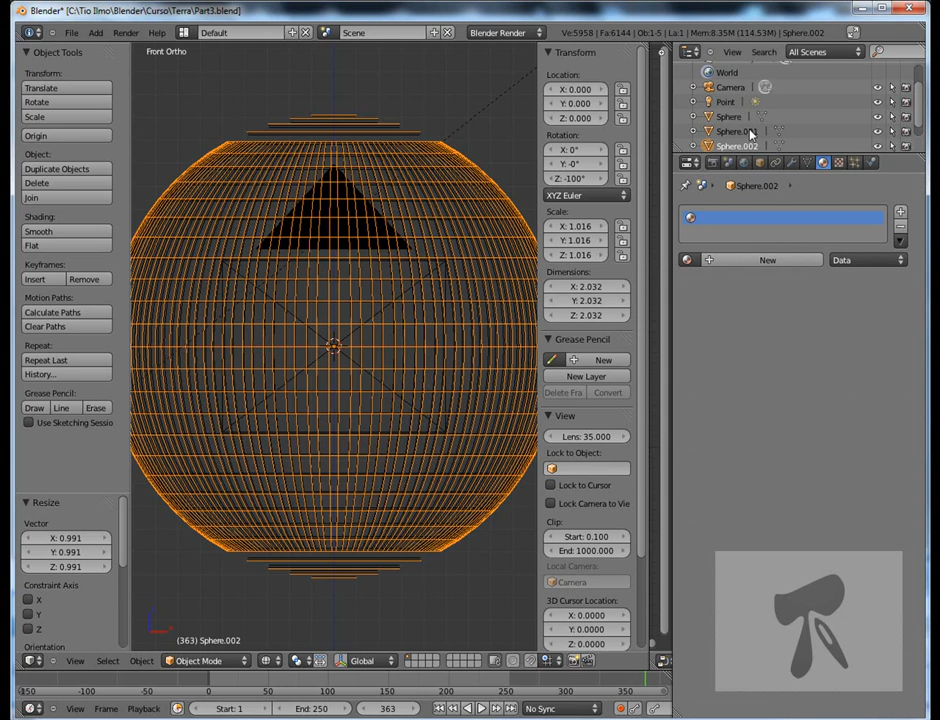 Blender* [C:\Tio Ilmo\Blender\Curso\Terra\Part3.blend]
File Add Render Help Default Scene Blender Render Ve:5958 | Fa:6144 | Ob:1-5 | La:1 | Mem:8.35M (114.53M) | Sphere.002
Object Tools
Transform:
Translate
Rotate
Scale
Origin
Object:
Duplicate Objects
Delete
Join
Shading:
Smooth
Flat
Keyframes:
Insert Remove
Motion Paths:
Calculate Paths
Clear Paths
Repeat:
Repeat Last
History...
Grease Pencil:
Draw Line Erase
Use Sketching Sessio
Resize
Vector
X: 0.991
Y: 0.991
Z: 0.991
Constraint Axis
X
Y
Z
Orientation
Front Ortho
(363) Sphere.002
Transform
Location:
X: 0.000
Y: 0.000
Z: 0.000
Rotation:
X: 0°
Y: -0°
Z: -100°
XYZ Euler
Scale:
X: 1.016
Y: 1.016
Z: 1.016
Dimensions:
X: 2.032
Y: 2.032
Z: 2.032
Grease Pencil
New
New Layer
Delete Fra Convert
View
Lens: 35.000
Lock to Object:
Lock to Cursor
Lock Camera to Vie
Clip:
Start: 0.100
End: 1000.000
Local Camera:
Camera
3D Cursor Location:
X: 0.0000
Y: 0.0000
Z: 0.0000
View Search All Scenes
World
Camera
Point
Sphere
Sphere.002
Sphere.002
New Data
View Select Object Object Mode Global
-50 0 50 100 150 200 250 300 350
-100
View Frame Playback Start: 1 End: 250 363 No Sync